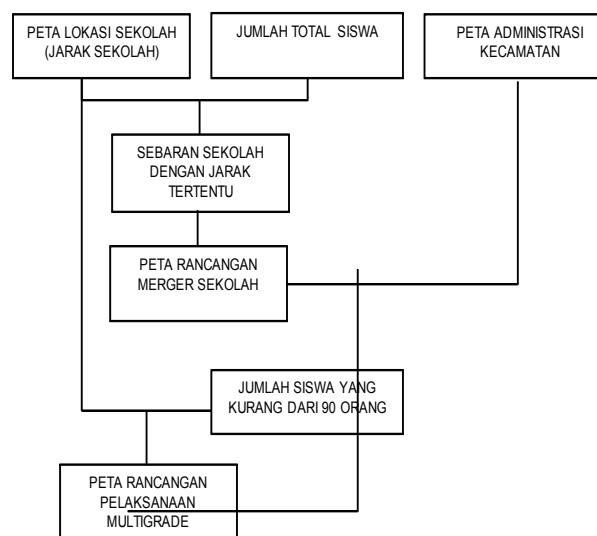 PETA LOKASI SEKOLAH
(JARAK SEKOLAH)
JUMLAH TOTAL SISWA
PETA ADMINISTRASI
KECAMATAN
SEBARAN SEKOLAH
DENGAN JARAK
TERTENTU
PETA RANCANGAN
MERGER SEKOLAH
JUMLAH SISWA YANG
KURANG DARI 90 ORANG
PETA RANCANGAN
PELAKSANAAN
MULTIGRADE